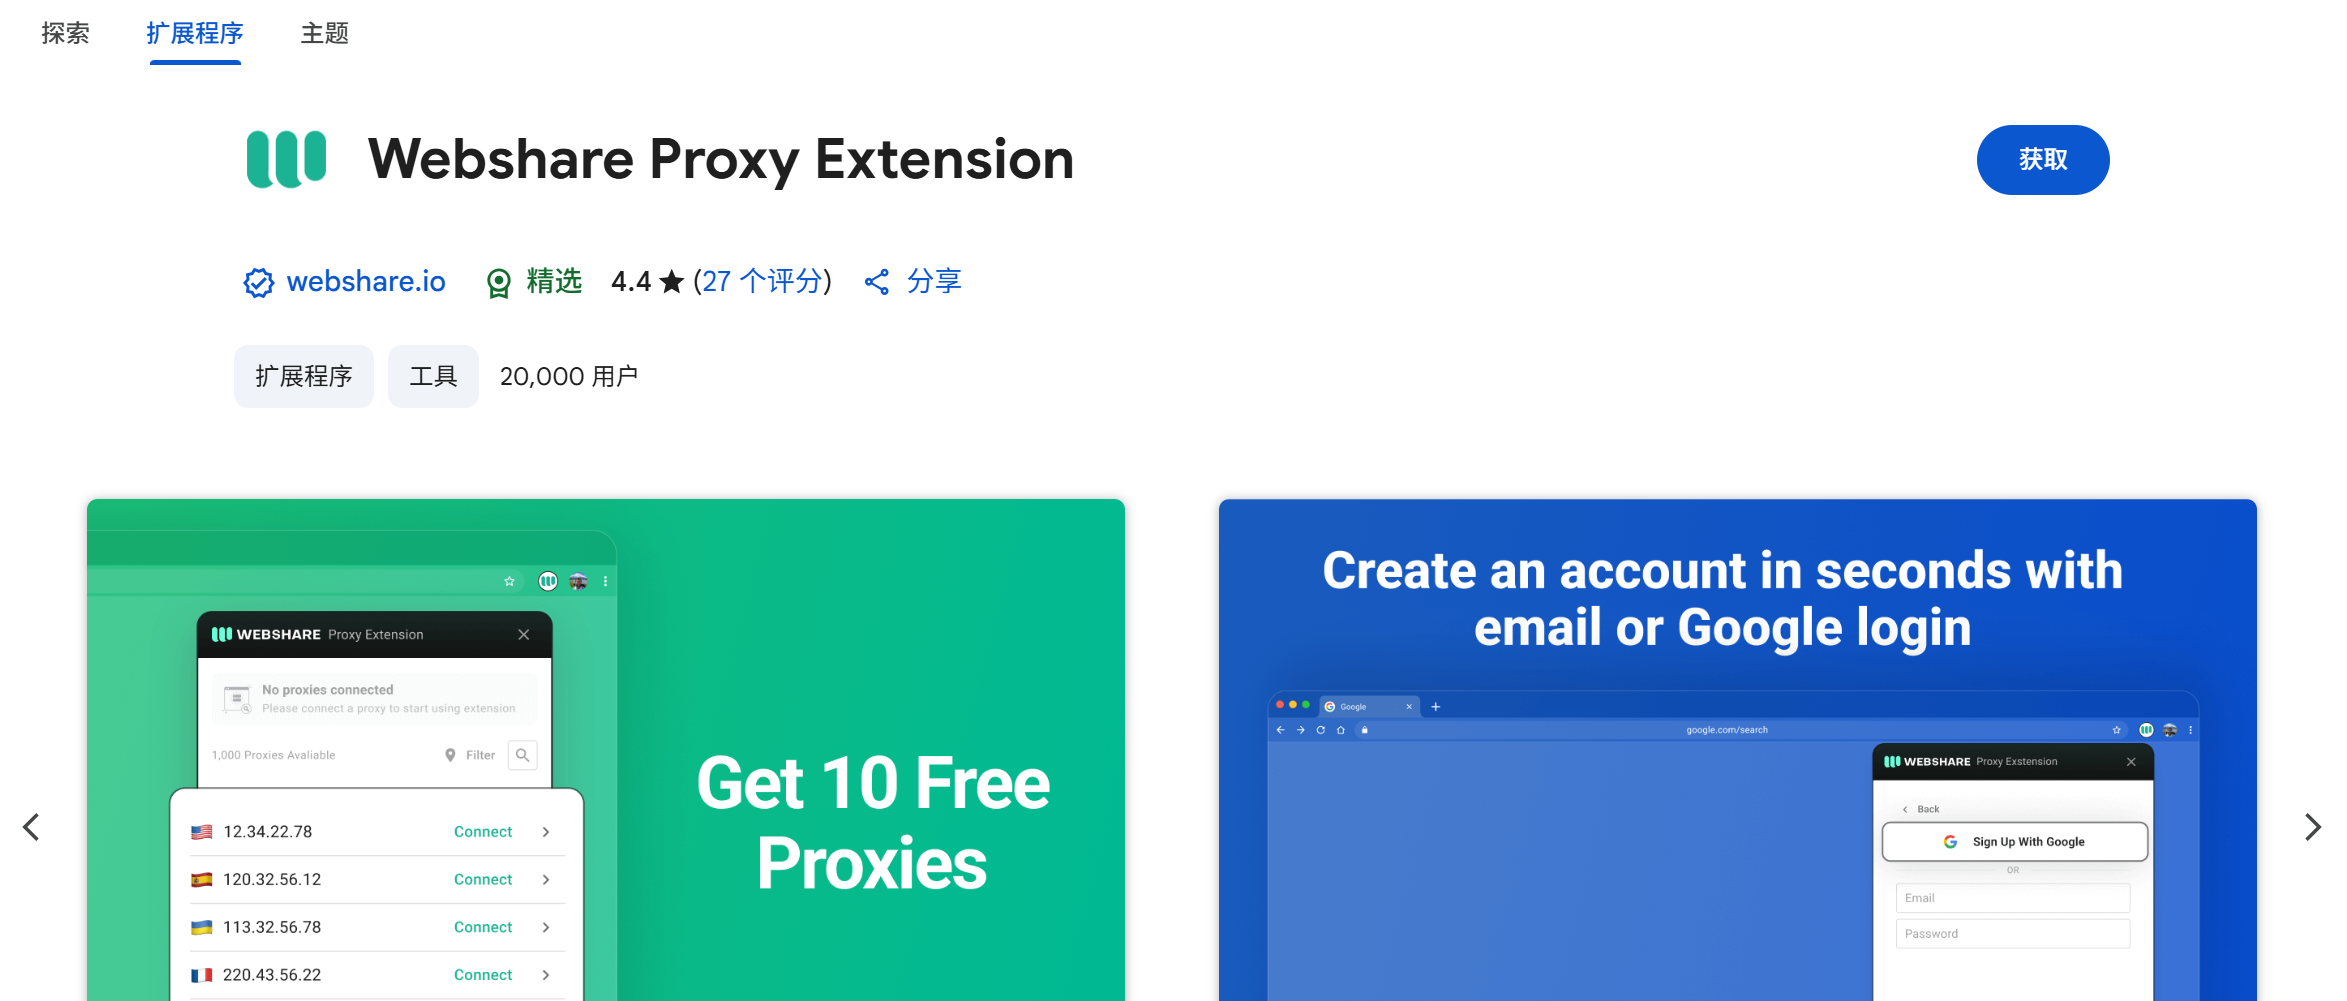 探索 扩展程序 主题
Webshare Proxy Extension
获取
webshare.io 精选 4.4 ★ (27 个评分) 分享
扩展程序 工具 20,000 用户
WEBSHARE Proxy Extension
No proxies connected
Please connect a proxy to start using extension
1,000 Proxies Avaliable Filter
12.34.22.78 Connect
120.32.56.12 Connect
113.32.56.78 Connect
220.43.56.22 Connect
Get 10 Free
Proxies
Create an account in seconds with
email or Google login
Google
google.com/search
WEBSHARE Proxy Exstension
Back
Sign Up With Google
OR
Email
Password